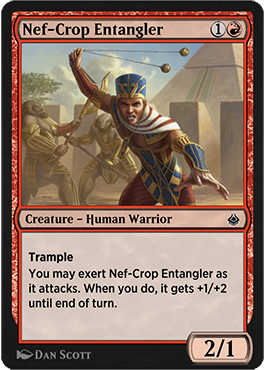 Nef-Crop Entangler 1
Creature – Human Warrior
Trample
You may exert Nef-Crop Entangler as
it attacks. When you do, it gets +1/+2
until end of turn.
2/1
Dan Scott